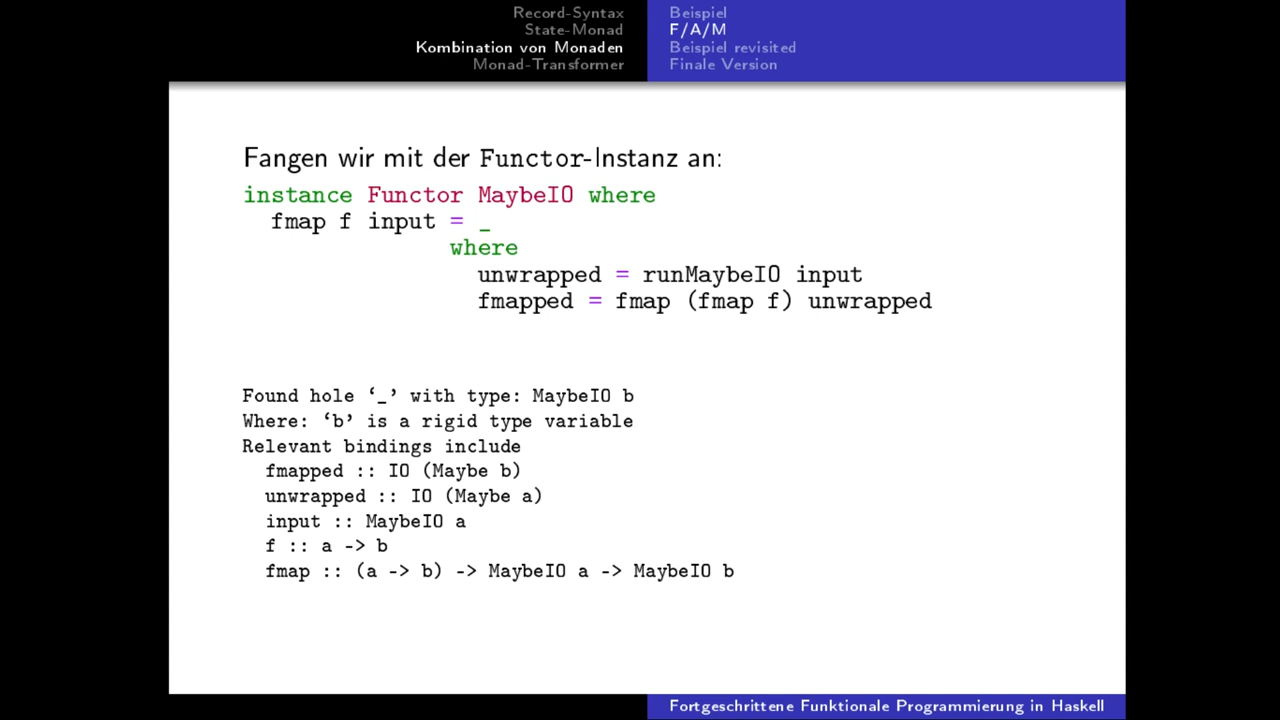 Record-Syntax
State-Monad
Kombination von Monaden
Monad-Transformer
Beispiel
F/A/M
Beispiel revisited
Finale Version
Fangen wir mit der Functor-Instanz an:
instance Functor MaybeIO where
  fmap f input = _
               where
                 unwrapped = runMaybeIO input
                 fmapped = fmap (fmap f) unwrapped
Found hole ‘_’ with type: MaybeIO b
Where: ‘b’ is a rigid type variable
Relevant bindings include
  fmapped :: IO (Maybe b)
  unwrapped :: IO (Maybe a)
  input :: MaybeIO a
  f :: a -> b
  fmap :: (a -> b) -> MaybeIO a -> MaybeIO b
Fortgeschrittene Funktionale Programmierung in Haskell